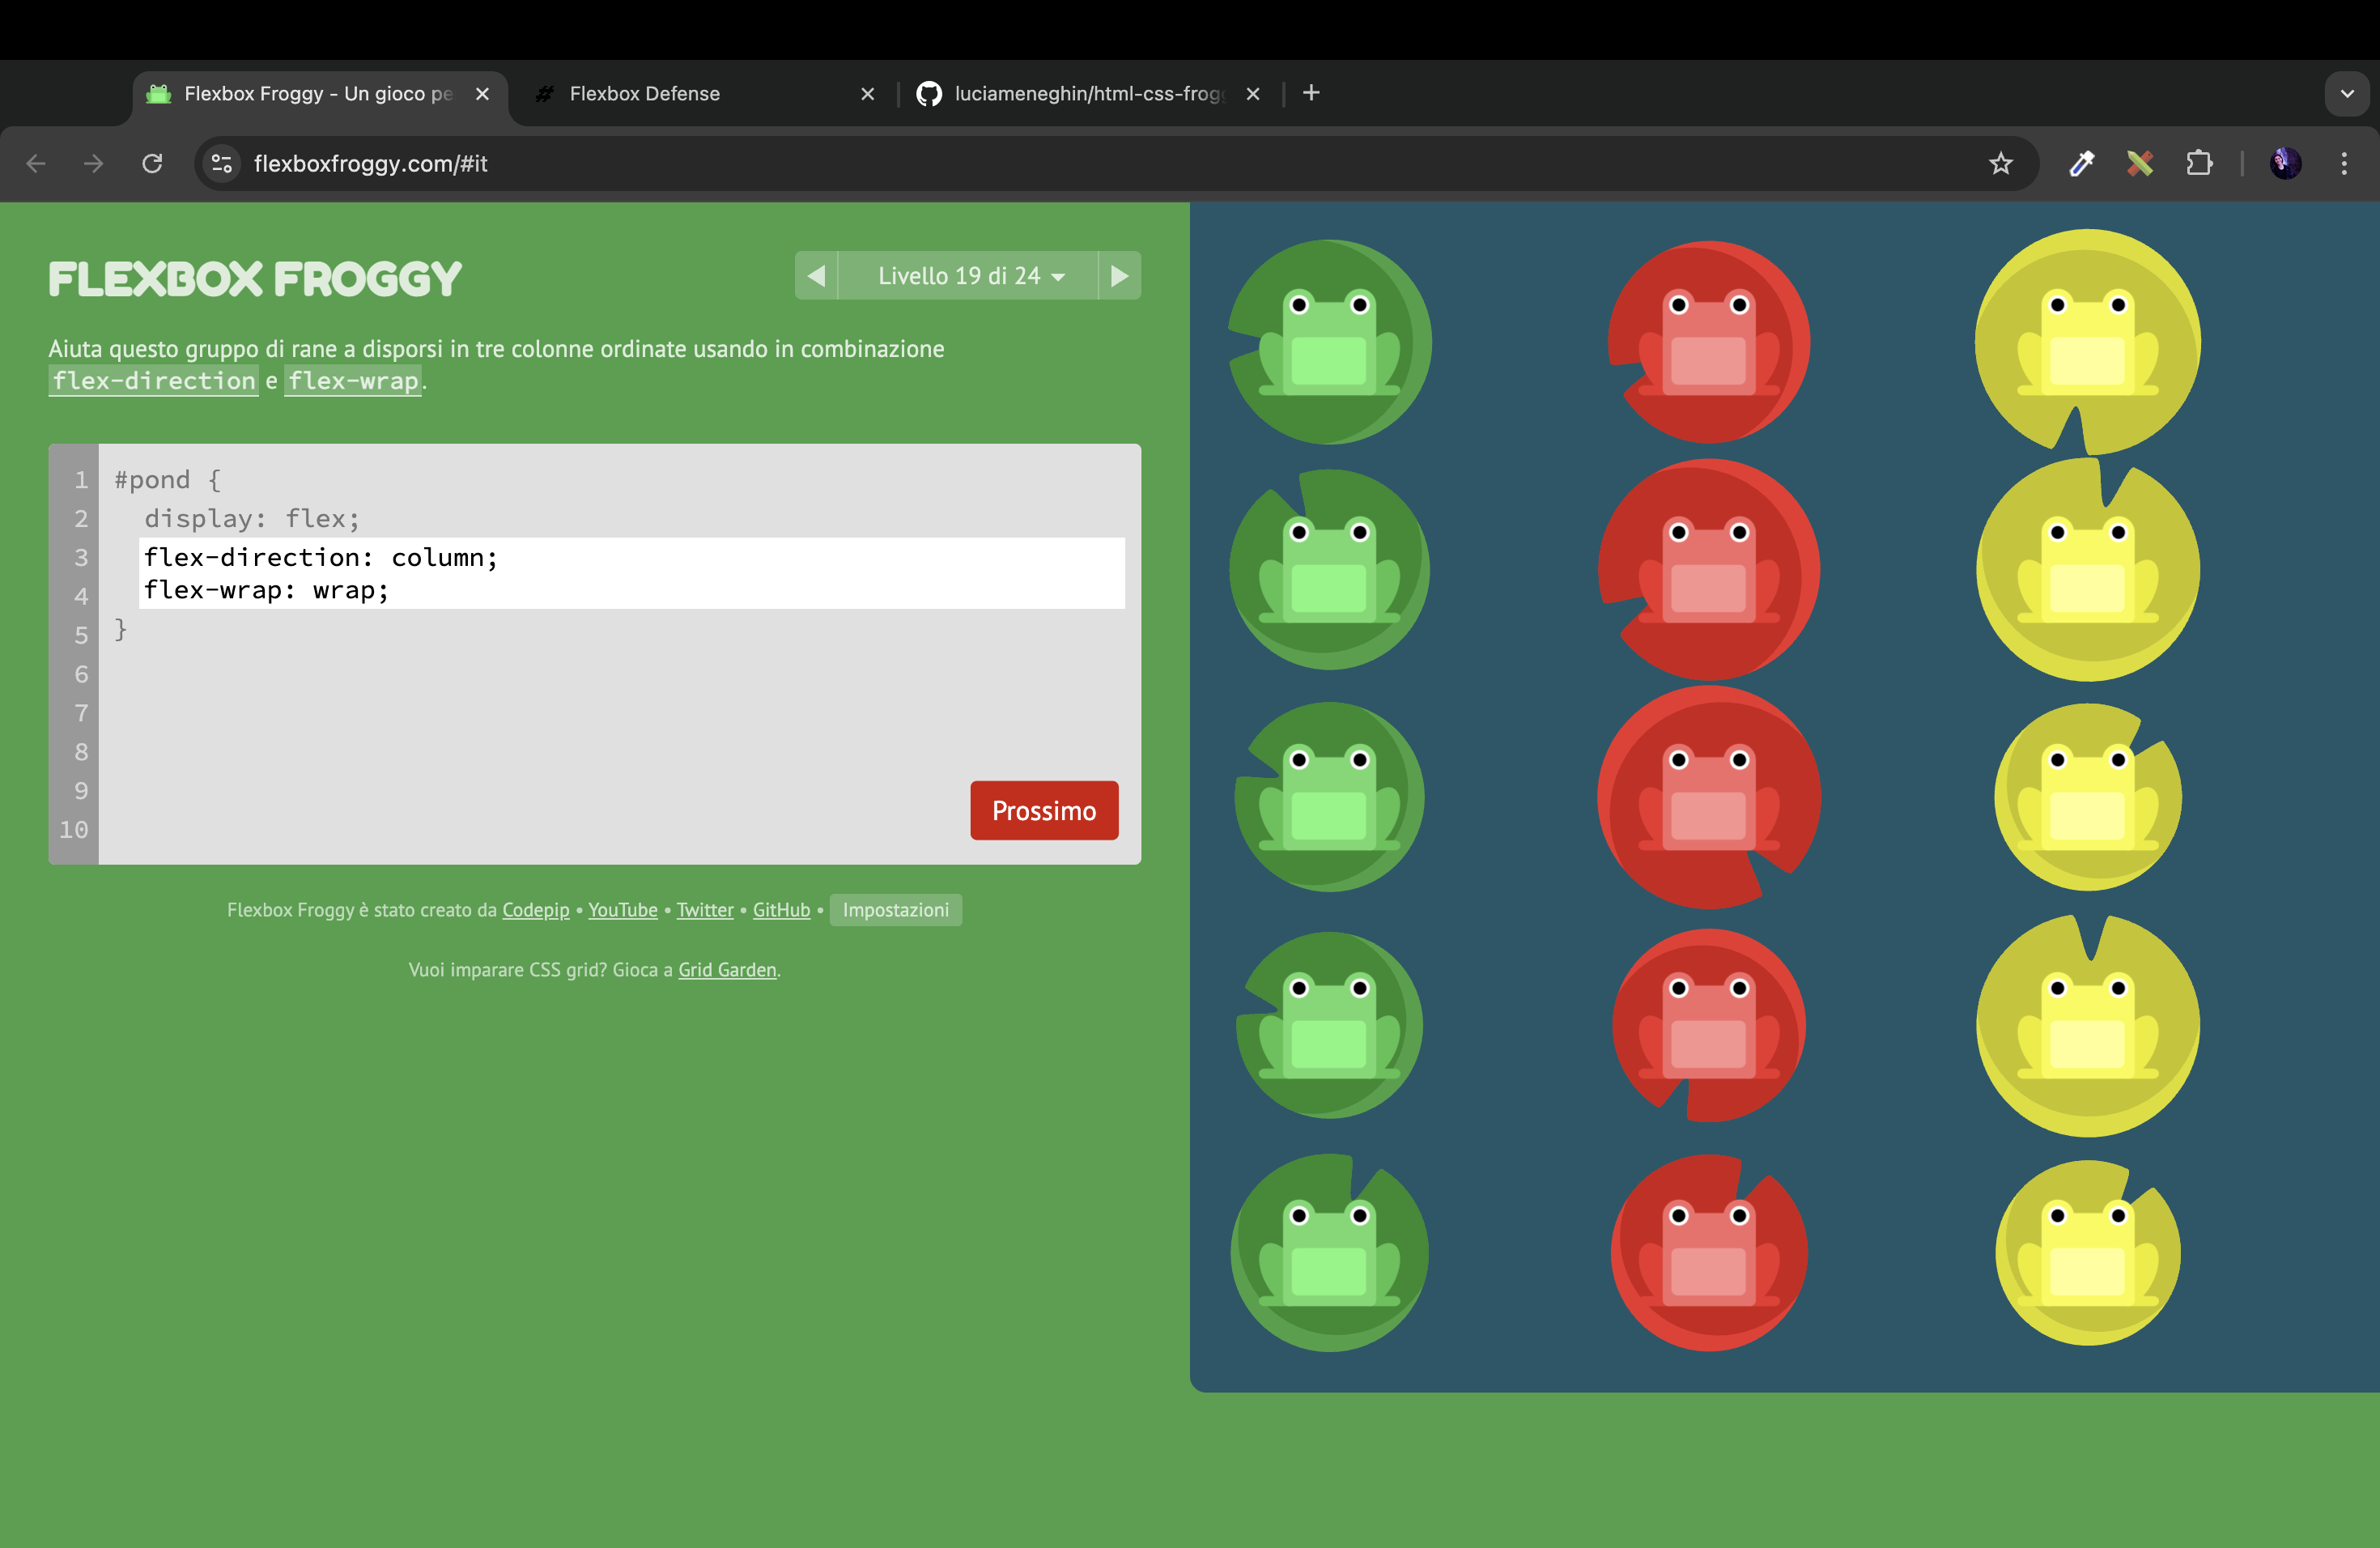 Flexbox Froggy - Un gioco pe
# Flexbox Defense
luciameneghin/html-css-frog
flexboxfroggy.com/#it
FLEXBOX FROGGY
Livello 19 di 24
Aiuta questo gruppo di rane a disporsi in tre colonne ordinate usando in combinazione
flex-direction e flex-wrap.
1 #pond {
2 display: flex;
3 flex-direction: column;
4 flex-wrap: wrap;
5 }
6
7
8
9
10
Prossimo
Flexbox Froggy è stato creato da Codepip • YouTube • Twitter • GitHub • Impostazioni
Vuoi imparare CSS grid? Gioca a Grid Garden.